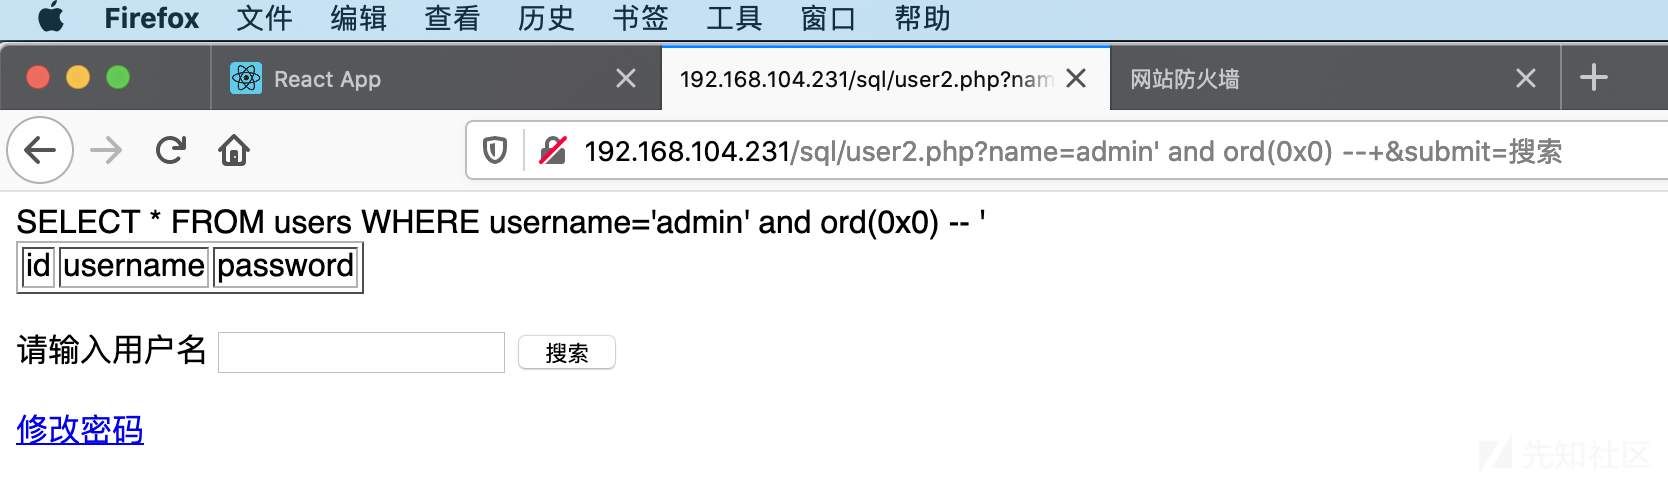 Firefox 文件 编辑 查看 历史 书签 工具 窗口 帮助
React App 192.168.104.231/sql/user2.php?nam 网站防火墙
192.168.104.231/sql/user2.php?name=admin' and ord(0x0) --+&submit=搜索
SELECT * FROM users WHERE username='admin' and ord(0x0) -- '
id username password
请输入用户名 搜索
修改密码
先知社区